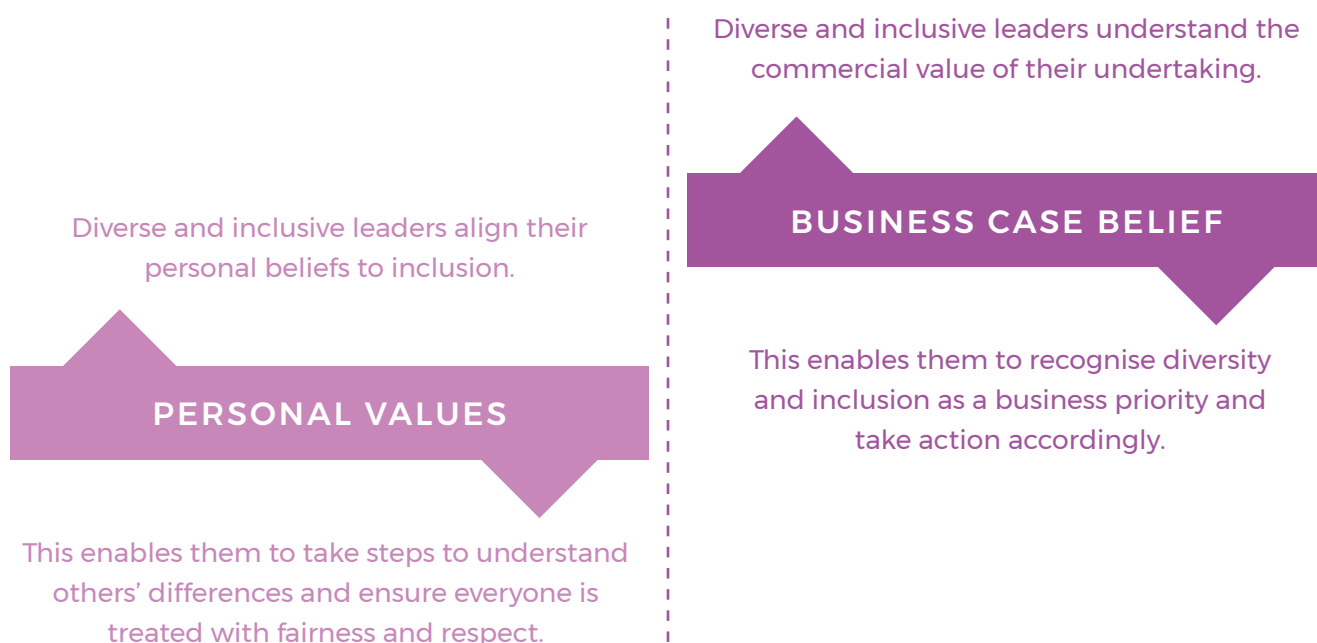 Diverse and inclusive leaders align their
personal beliefs to inclusion.
PERSONAL VALUES
This enables them to take steps to understand
others’ differences and ensure everyone is
treated with fairness and respect.
Diverse and inclusive leaders understand the
commercial value of their undertaking.
BUSINESS CASE BELIEF
This enables them to recognise diversity
and inclusion as a business priority and
take action accordingly.